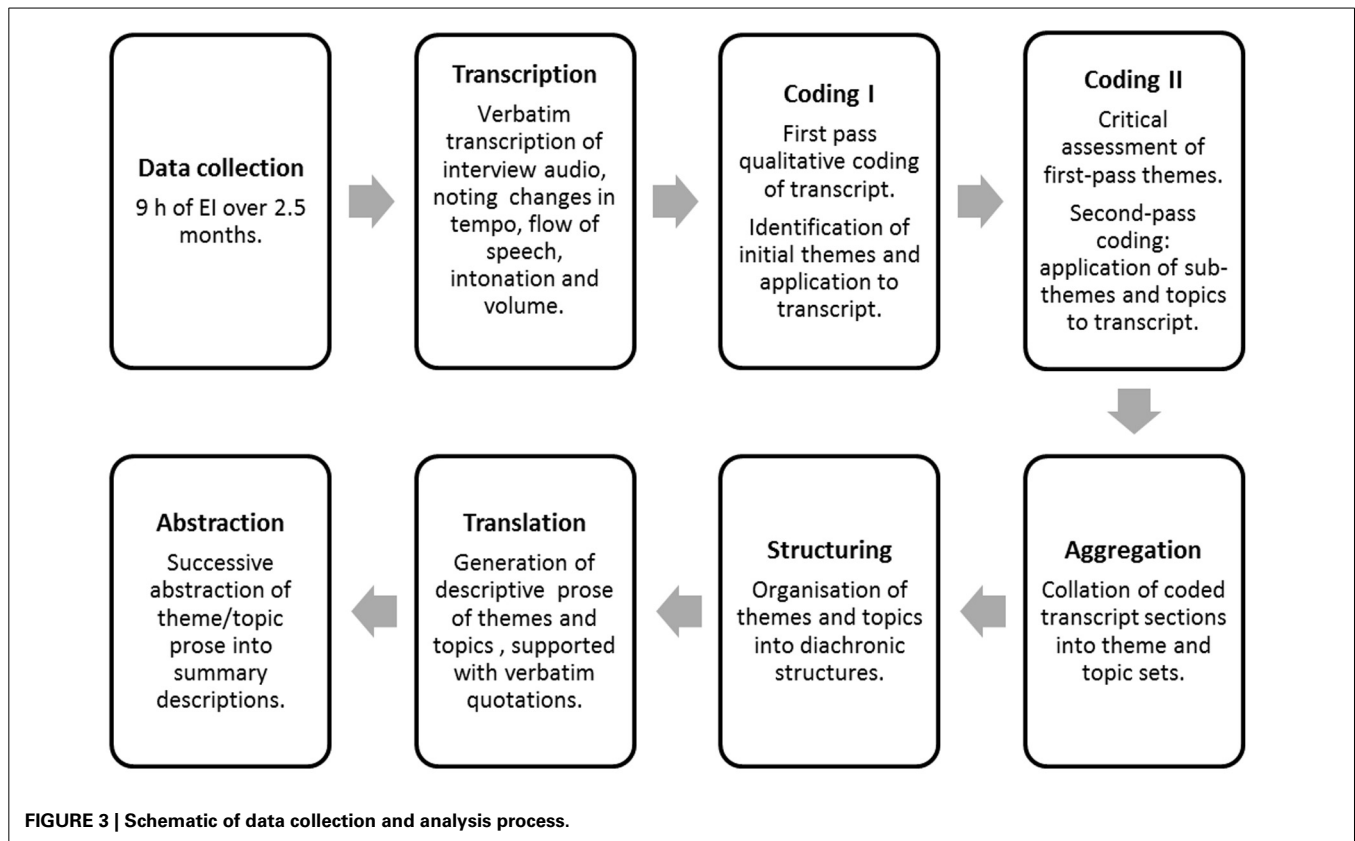 Data collection
9 h of EI over 2.5
months.
Transcription
Verbatim
transcription of
interview audio,
noting changes in
tempo, flow of
speech,
intonation and
volume.
Coding I
First pass
qualitative coding
of transcript.
Identification of
initial themes and
application to
transcript.
Coding II
Critical
assessment of
first-pass themes.
Second-pass
coding:
application of sub-
themes and topics
to transcript.
Aggregation
Collation of coded
transcript sections
into theme and
topic sets.
Structuring
Organisation of
themes and topics
into diachronic
structures.
Translation
Generation of
descriptive prose
of themes and
topics , supported
with verbatim
quotations.
Abstraction
Successive
abstraction of
theme/topic
prose into
summary
descriptions.
FIGURE 3 | Schematic of data collection and analysis process.